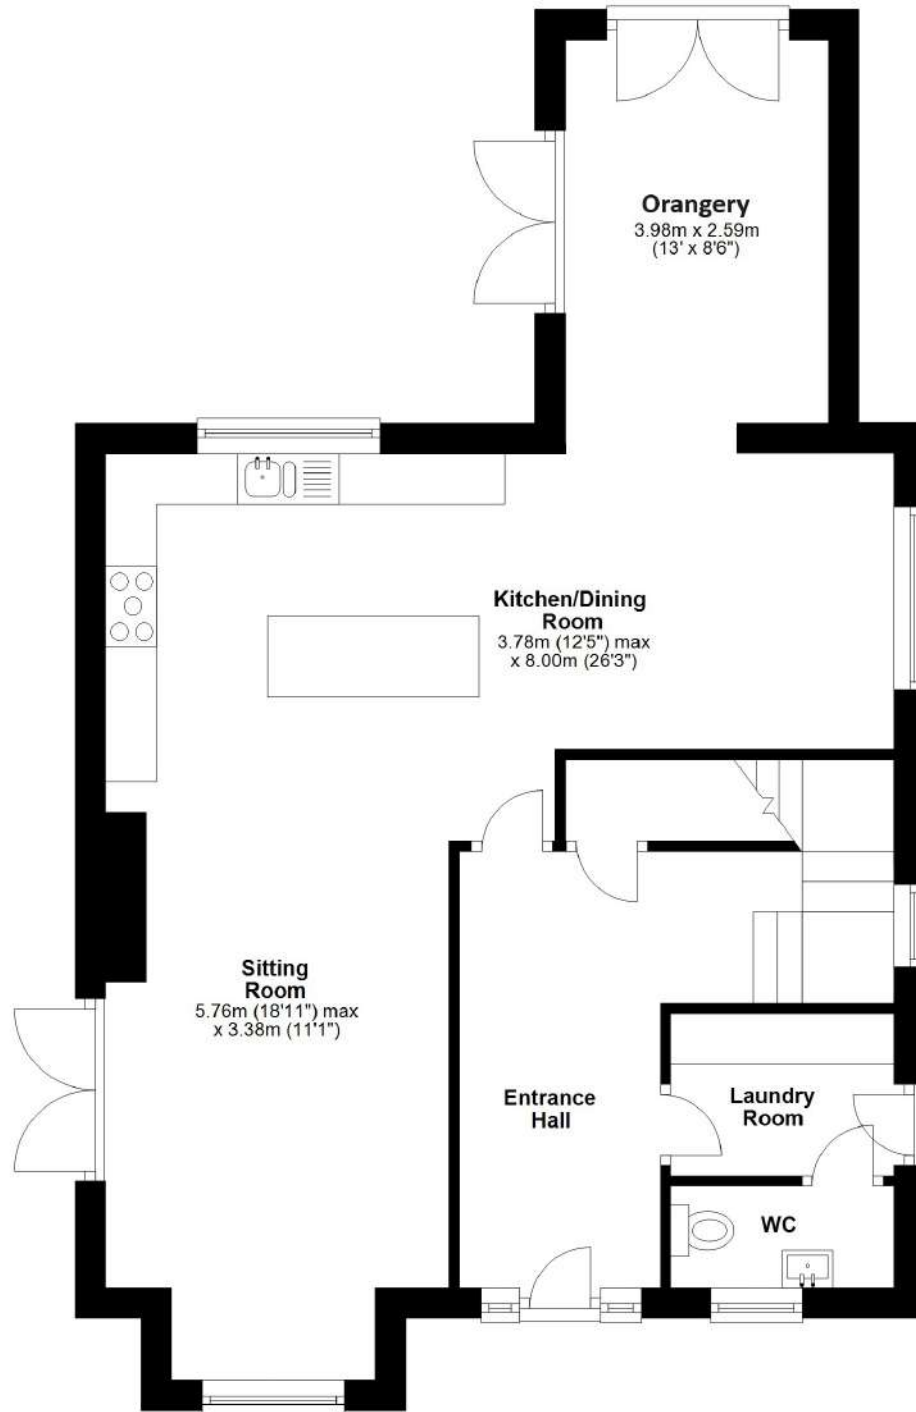 Orangery
3.98m x 2.59m
(13' x 8'6")
Kitchen/Dining
Room
3.78m (12'5") max
x 8.00m (26'3")
Sitting
Room
5.76m (18'11") max
x 3.38m (11'1")
Entrance
Hall
Laundry
Room
WC